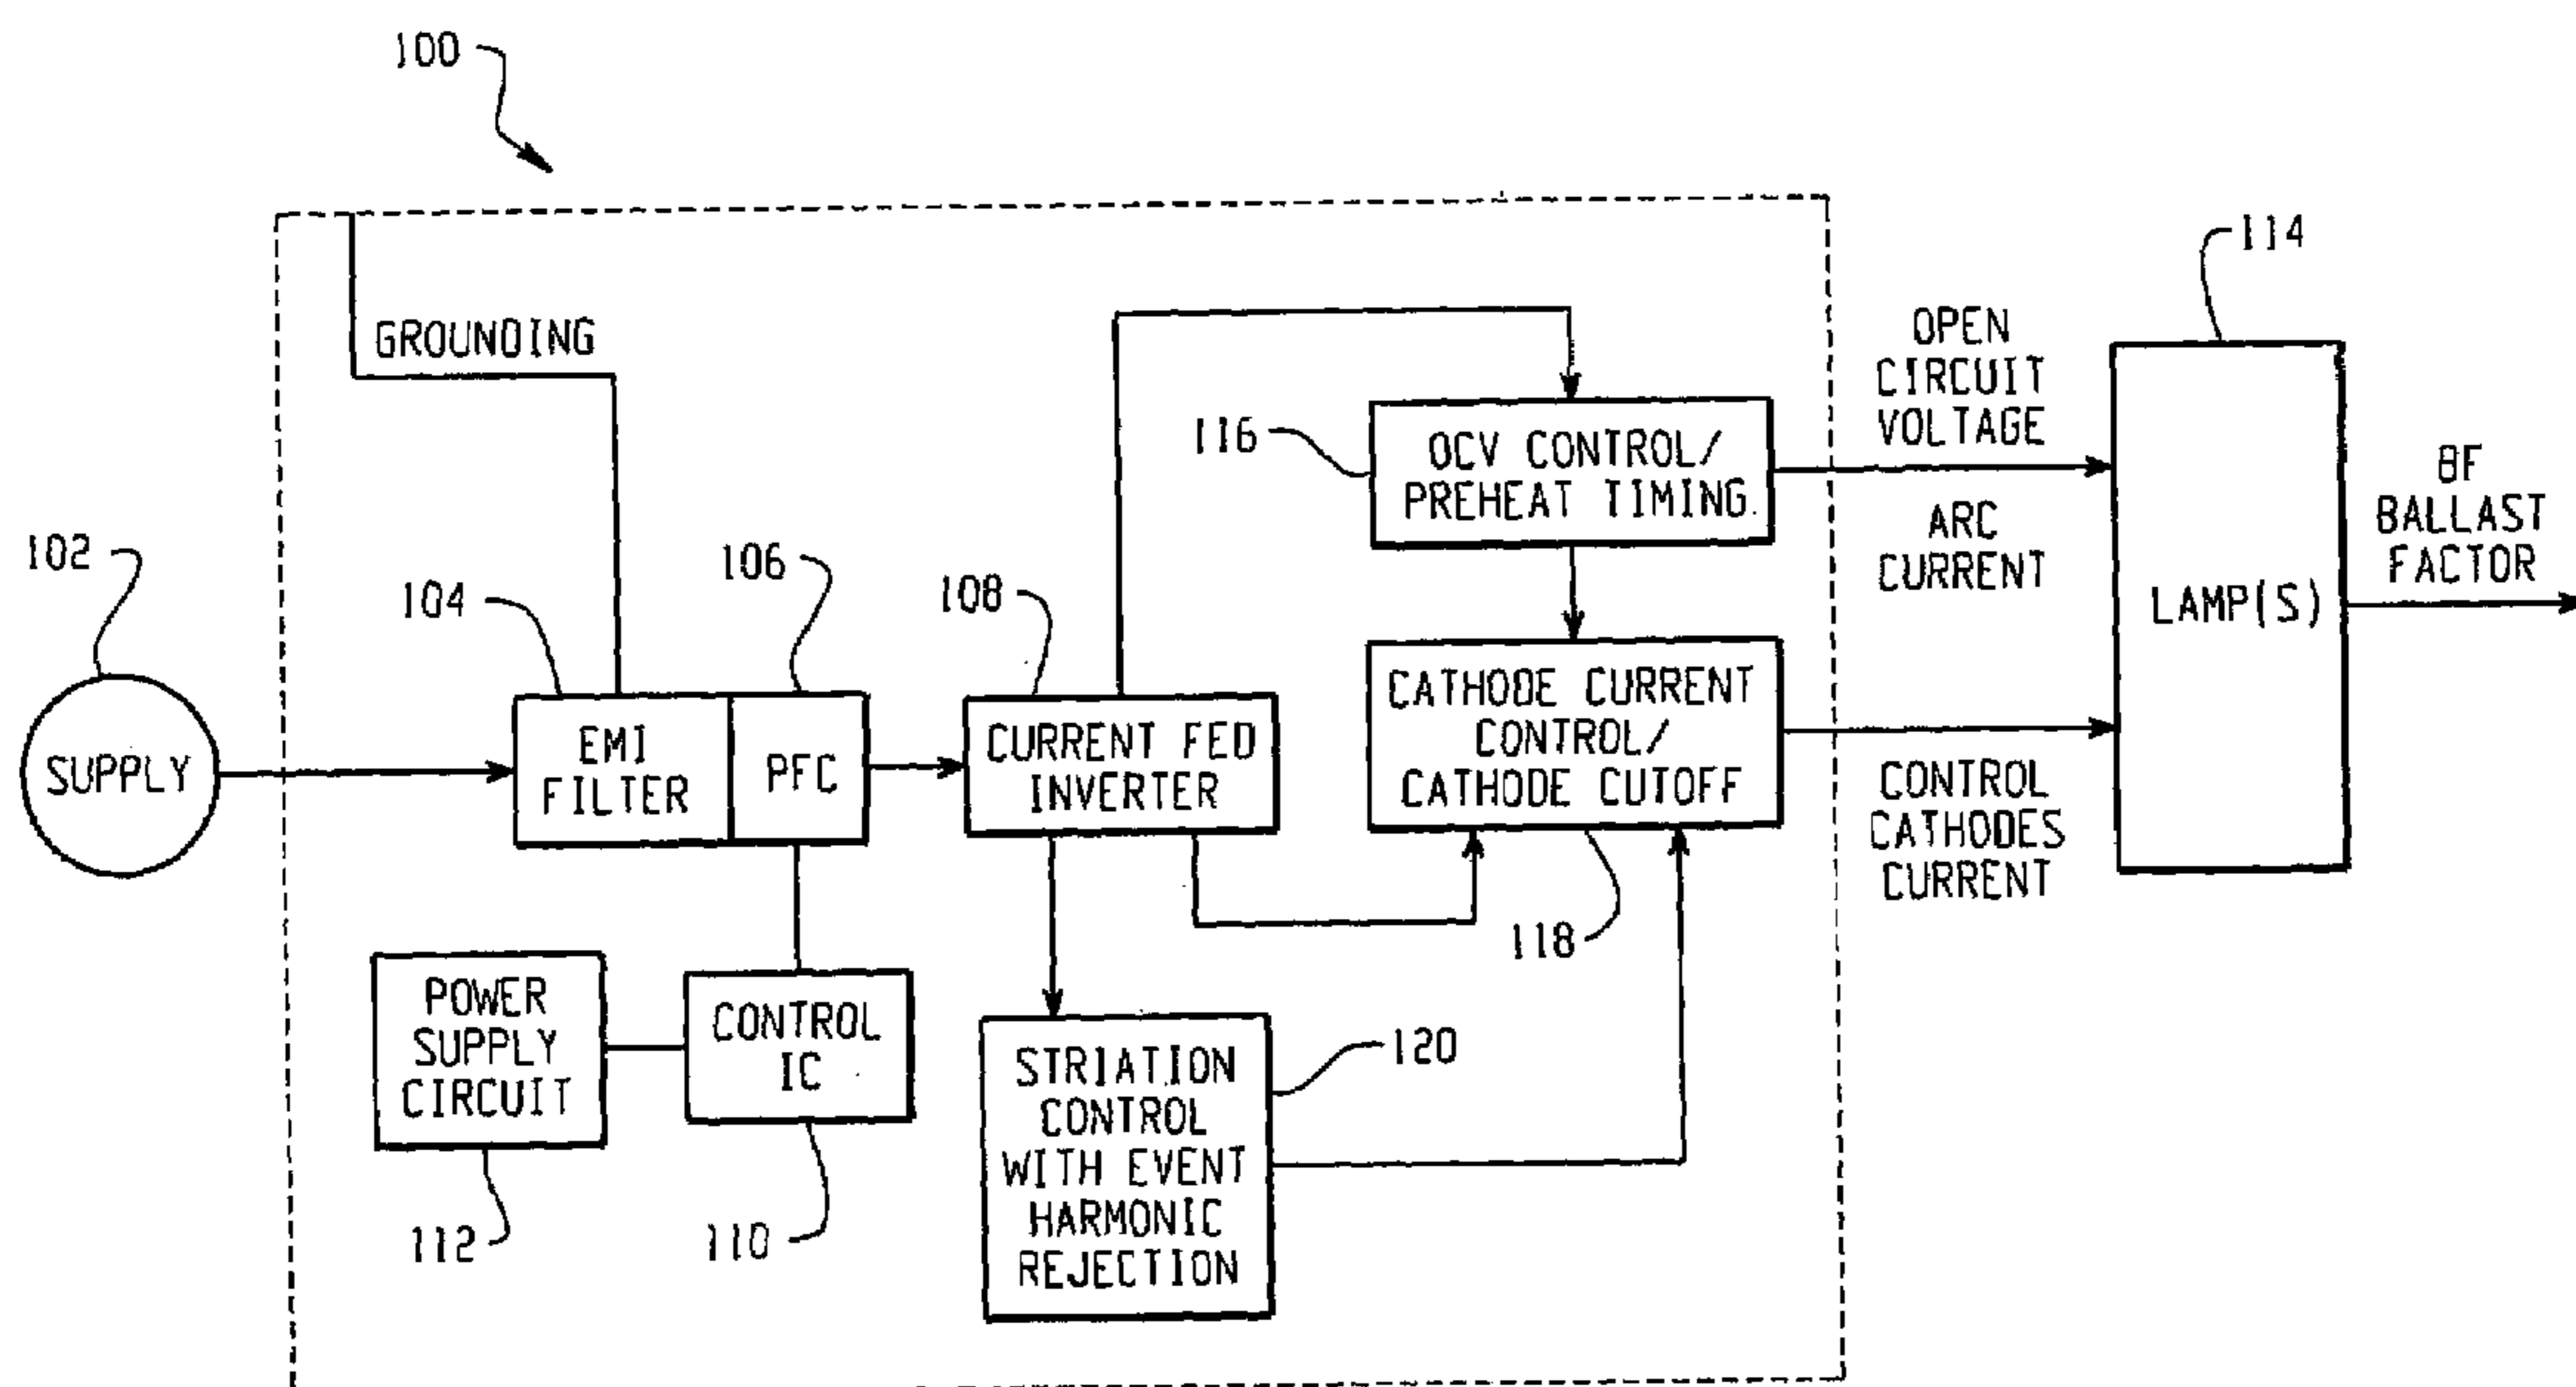 100
GROUNDING
102
SUPPLY
104
EMI
FILTER
106
PFC
108
CURRENT FED
INVERTER
116
OCV CONTROL/
PREHEAT TIMING
CATHODE CURRENT
CONTROL/
CATHODE CUTOFF
118
OPEN
CIRCUIT
VOLTAGE
ARC
CURRENT
CONTROL
CATHODES
CURRENT
114
LAMP(S)
BF
BALLAST
FACTOR
POWER
SUPPLY
CIRCUIT
112
CONTROL
IC
110
STRIATION
CONTROL
WITH EVENT
HARMONIC
REJECTION
120